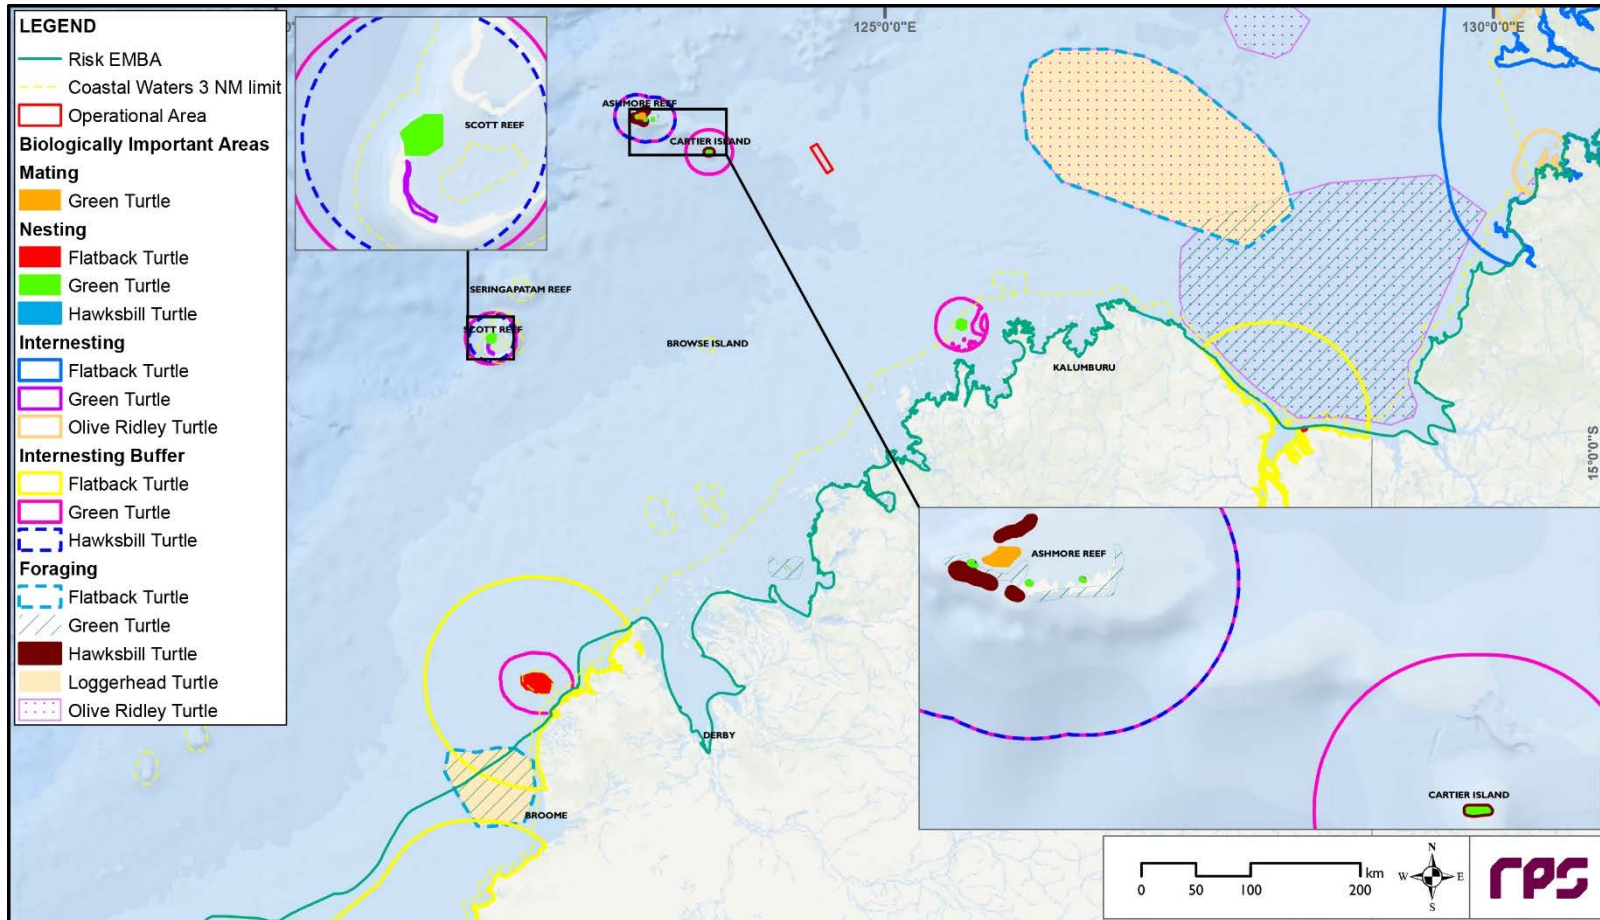 LEGEND
Risk EMBA
Coastal Waters 3 NM limit
Operational Area
Biologically Important Areas
Mating
Green Turtle
Nesting
Flatback Turtle
Green Turtle
Hawksbill Turtle
Internesting
Flatback Turtle
Green Turtle
Olive Ridley Turtle
Internesting Buffer
Flatback Turtle
Green Turtle
Hawksbill Turtle
Foraging
Flatback Turtle
Green Turtle
Hawksbill Turtle
Loggerhead Turtle
Olive Ridley Turtle
125°0'0"E
130°0'0"E
15°0'0"S
SCOTT REEF
ASHMORE REEF
CARTIER ISLAND
SERINGAPATAM REEF
SCOTT REEF
BROWSE ISLAND
KALUMBURU
DERBY
BROOME
ASHMORE REEF
CARTIER ISLAND
0 50 100 200 km
N
W E
S
rps